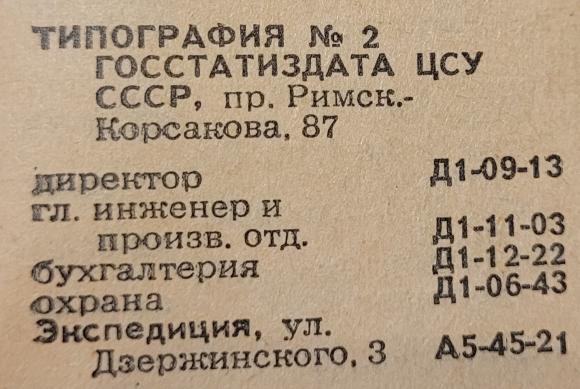 ТИПОГРАФИЯ № 2
ГОССТАТИЗДАТА ЦСУ
СССР, пр. Римск.-
Корсакова, 87
директор Д1-09-13
гл. инженер и
произв. отд. Д1-11-03
бухгалтерия Д1-12-22
охрана Д1-06-43
Экспедиция, ул.
Дзержинского, 3 А5-45-21